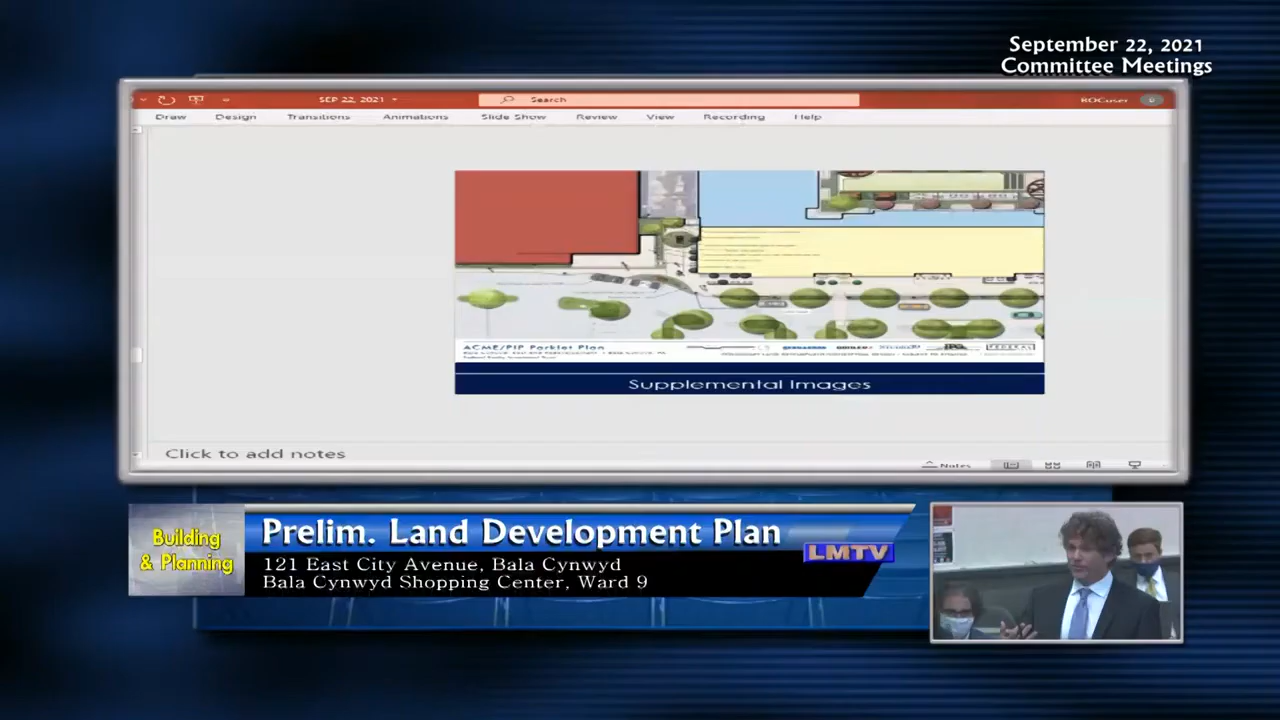 September 22, 2021
Committee Meetings
SEP 22, 2021
Search
ROCuser
Draw Design Transitions Animations Slide Show Review View Recording Help
ACME/PIP Parklet Plan
FEDERAL
Supplemental Images
Click to add notes
Notes
Building
& Planning
Prelim. Land Development Plan
121 East City Avenue, Bala Cynwyd
Bala Cynwyd Shopping Center, Ward 9
LMTV